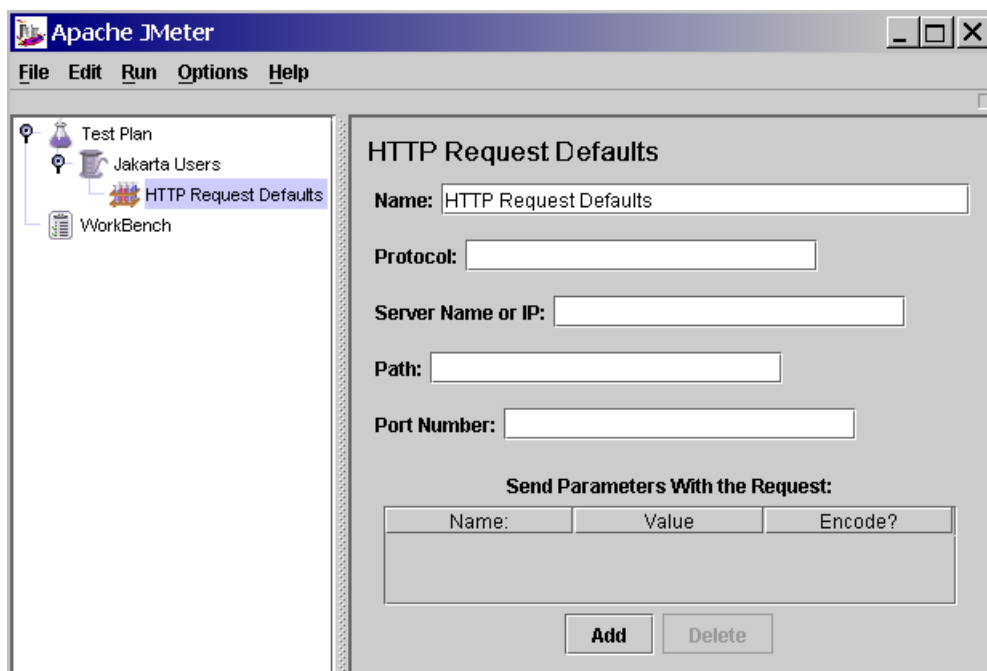 Apache JMeter
File Edit Run Options Help
Test Plan
Jakarta Users
HTTP Request Defaults
WorkBench
HTTP Request Defaults
Name: HTTP Request Defaults
Protocol:
Server Name or IP:
Path:
Port Number:
Send Parameters With the Request:
Name: Value Encode?
Add Delete